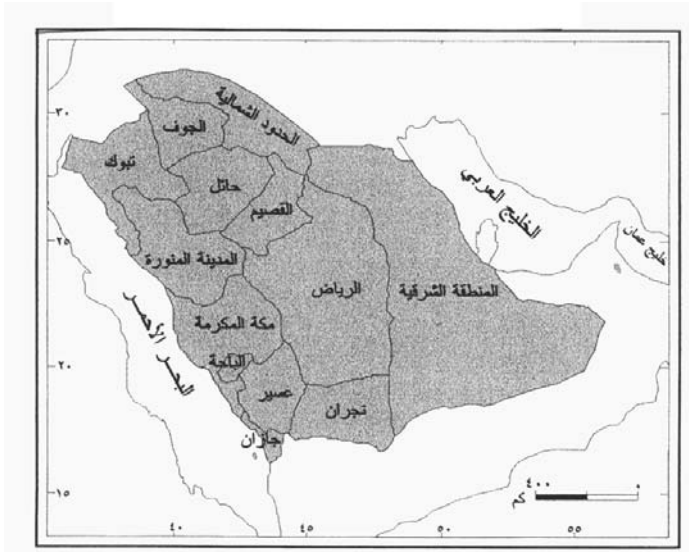 ٣٠
الحدود الشمالية
الجوف
تبوك
حائل
القصيم
الخليج العربي
خليج عمان
٢٥
المدينة المنورة
الرياض
المنطقة الشرقية
البحر الأحمر
مكة المكرمة
الباحة
٢٠
عسير
نجران
جازان
١٥
٤٠٠
٠
كم
٤٠
٤٥
٥٠
٥٥